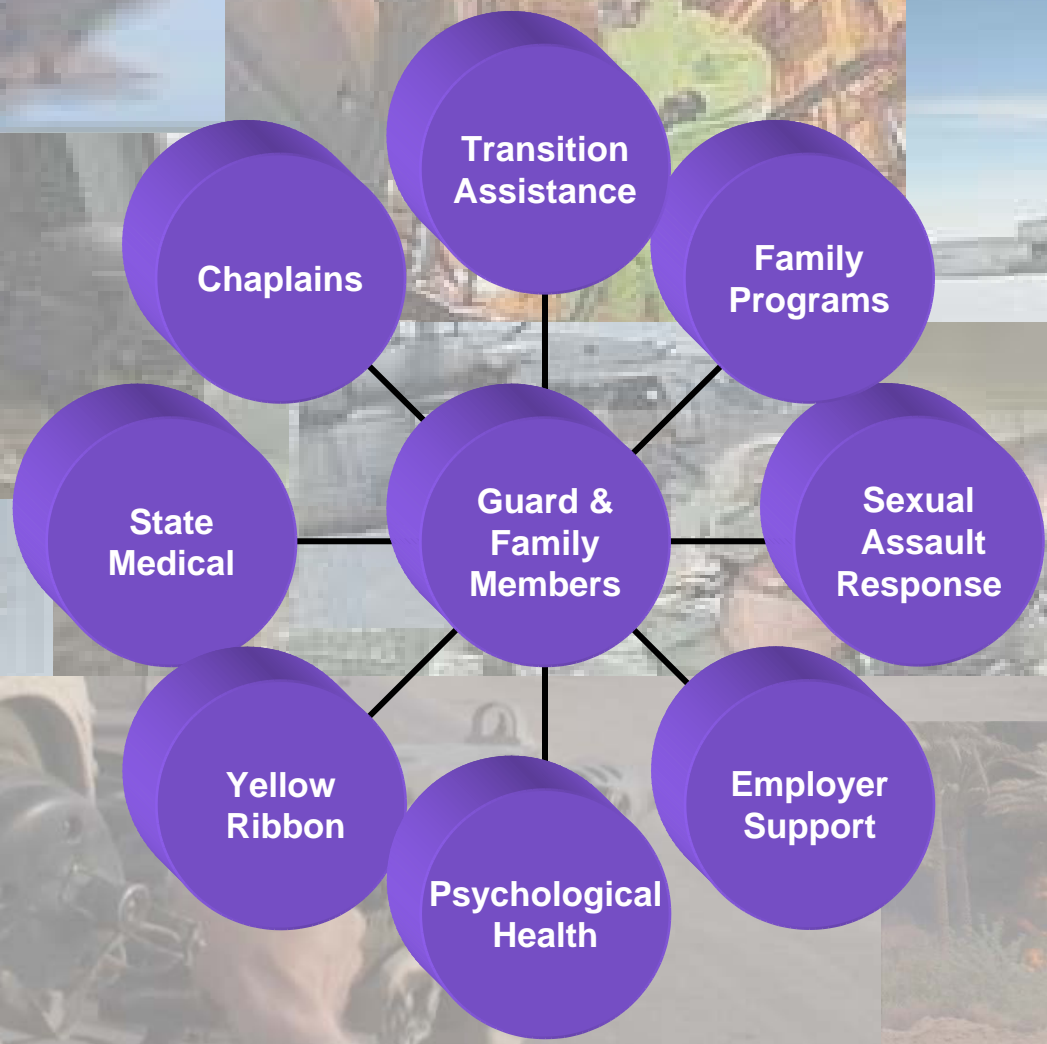 Transition
Assistance
Chaplains
Family
Programs
State
Medical
Guard &
Family
Members
Sexual
Assault
Response
Yellow
Ribbon
Employer
Support
Psychological
Health